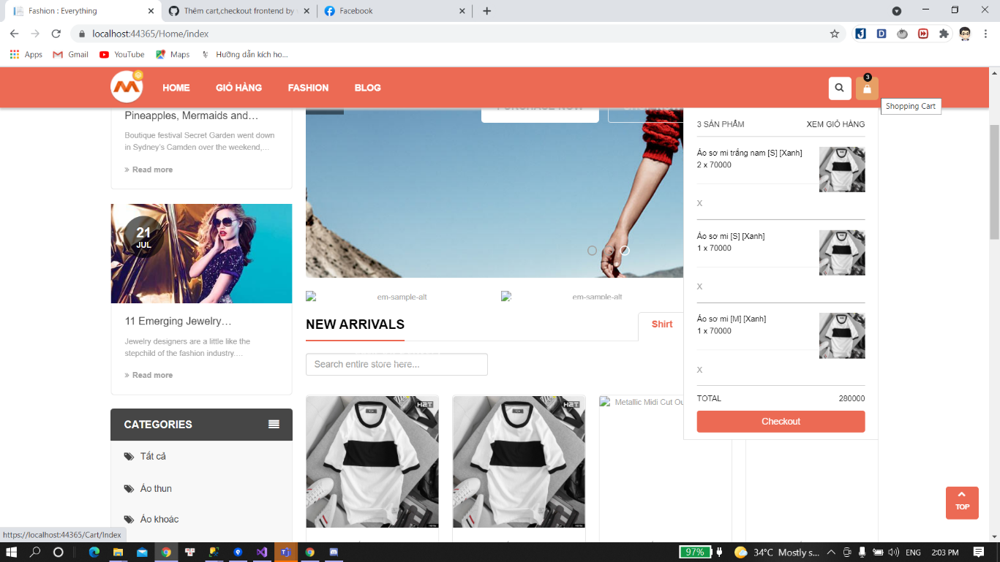 Fashion : Everything
Thêm cart,checkout frontend by
Facebook
localhost:44365/Home/index
Apps
Gmail
YouTube
Maps
Hướng dẫn kích ho...
HOME
GIỎ HÀNG
FASHION
BLOG
3
Shopping Cart
Pineapples, Mermaids and…
Boutique festival Secret Garden went down
in Sydney's Camden over the weekend,…
» Read more
21
JUL
11 Emerging Jewelry…
Jewelry designers are a little like the
stepchild of the fashion industry.…
» Read more
CATEGORIES
Tất cả
Áo thun
Áo khoác
em-sample-alt
em-sample-alt
NEW ARRIVALS
Shirt
Search entire store here...
H2T
H2T
Metallic Midi Cut Ou
3 SẢN PHẨM
XEM GIỎ HÀNG
Áo sơ mi trắng nam [S] [Xanh]
2 x 70000
X
Áo sơ mi [S] [Xanh]
1 x 70000
X
Áo sơ mi [M] [Xanh]
1 x 70000
X
TOTAL
280000
Checkout
TOP
https://localhost:44365/Cart/Index
97%
34°C Mostly s...
ENG
2:03 PM